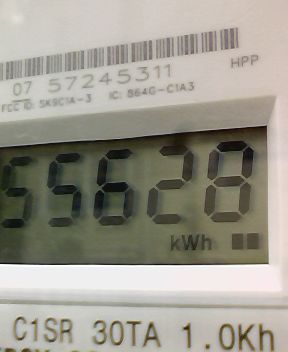 07 57245311
HPP
FCC ID: SK9C1A-3 IC: 864G-C1A3
55628
kWh
C1SR 30TA 1.0Kh